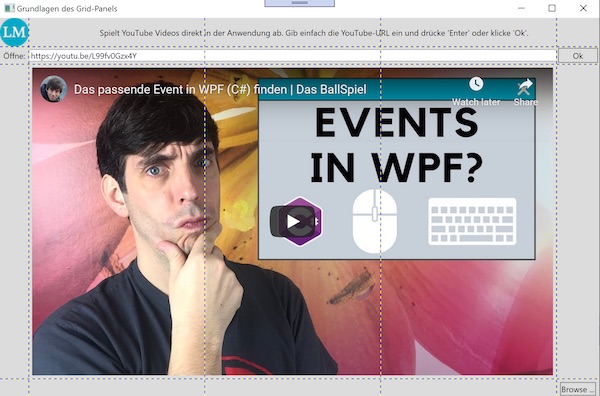 Grundlagen des Grid-Panels
LM
Spielt YouTube Videos direkt in der Anwendung ab. Gib einfach die YouTube-URL ein und drücke 'Enter' oder klicke 'Ok'.
Öffne: https://youtu.be/L99fv0Gzx4Y Ok
Das passende Event in WPF (C#) finden | Das BallSpiel
Watch later Share
EVENTS
IN WPF?
Browse ...